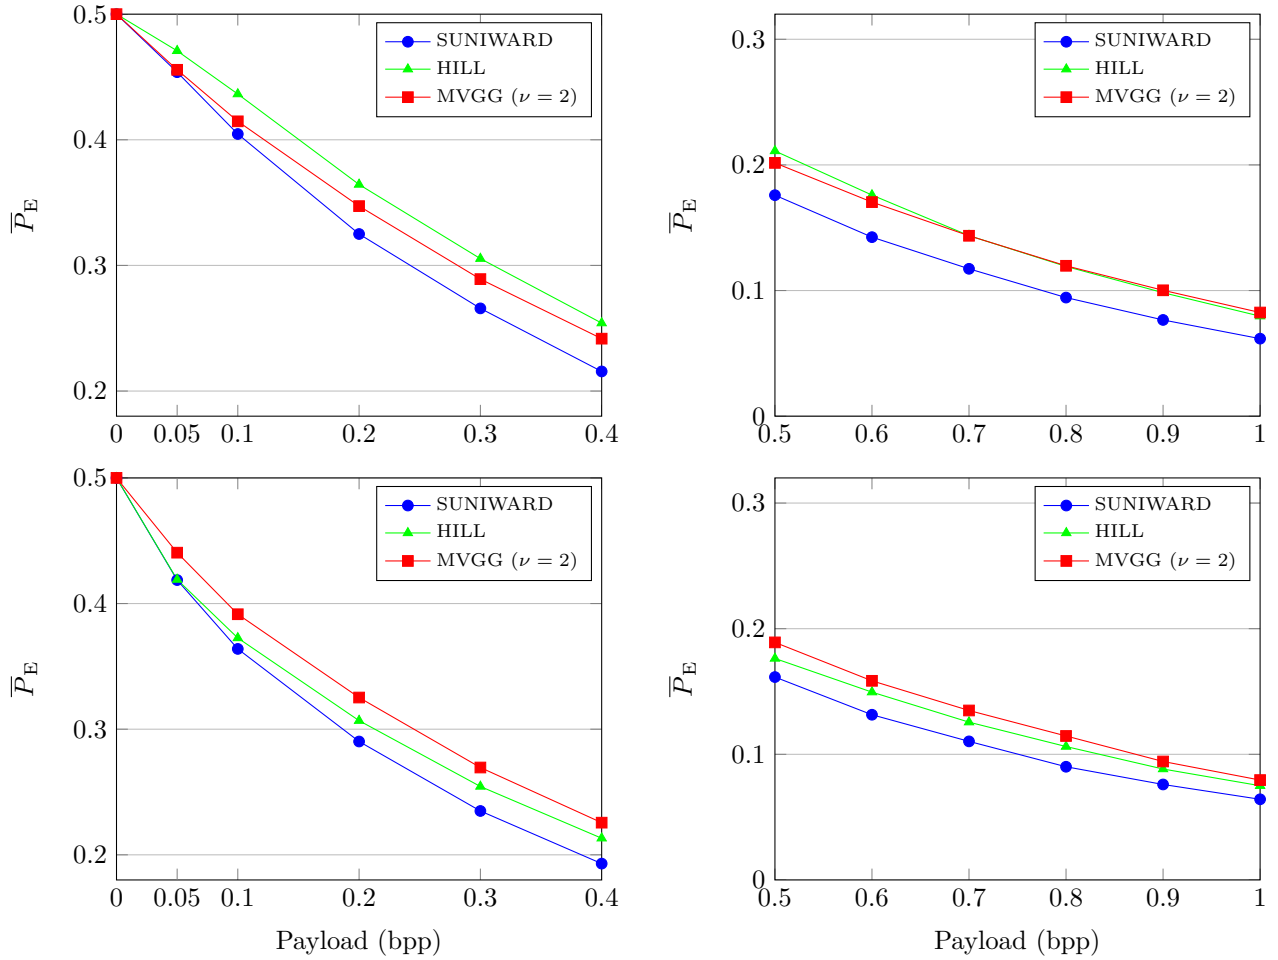 0.5
0.4
0.3
0.2
0 0.05 0.1 0.2 0.3 0.4
P̅E
SUNIWARD
HILL
MVGG (ν = 2)
0.3
0.2
0.1
0
0.5 0.6 0.7 0.8 0.9 1
P̅E
SUNIWARD
HILL
MVGG (ν = 2)
0.5
0.4
0.3
0.2
0 0.05 0.1 0.2 0.3 0.4
P̅E
Payload (bpp)
SUNIWARD
HILL
MVGG (ν = 2)
0.3
0.2
0.1
0
0.5 0.6 0.7 0.8 0.9 1
P̅E
Payload (bpp)
SUNIWARD
HILL
MVGG (ν = 2)